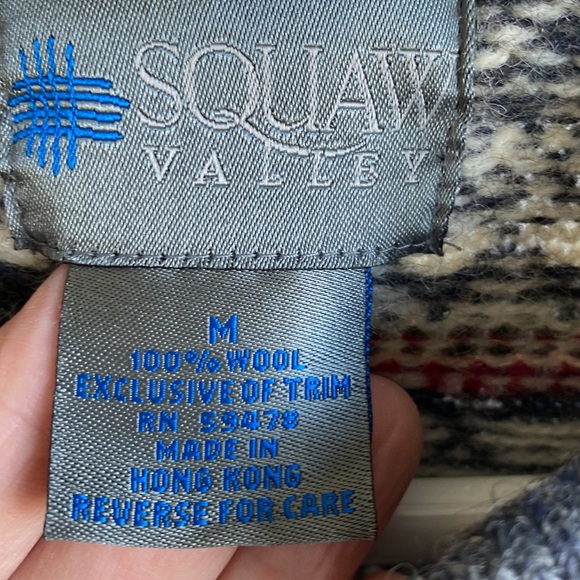 SQUAW
VALLEY
M
100% WOOL
EXCLUSIVE OF TRIM
RN 59478
MADE IN
HONG KONG
REVERSE FOR CARE